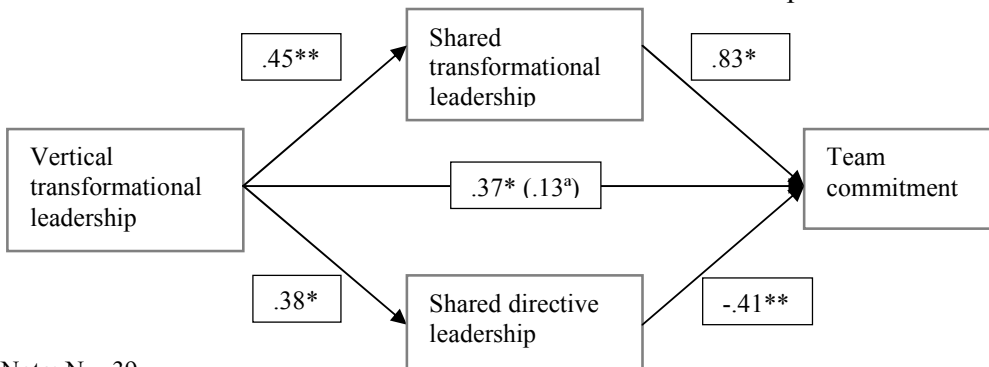 Shared
transformational
leadership
.45**
.83*
Vertical
transformational
leadership
.37* (.13ª)
Team
commitment
.38*
Shared directive
leadership
-.41**